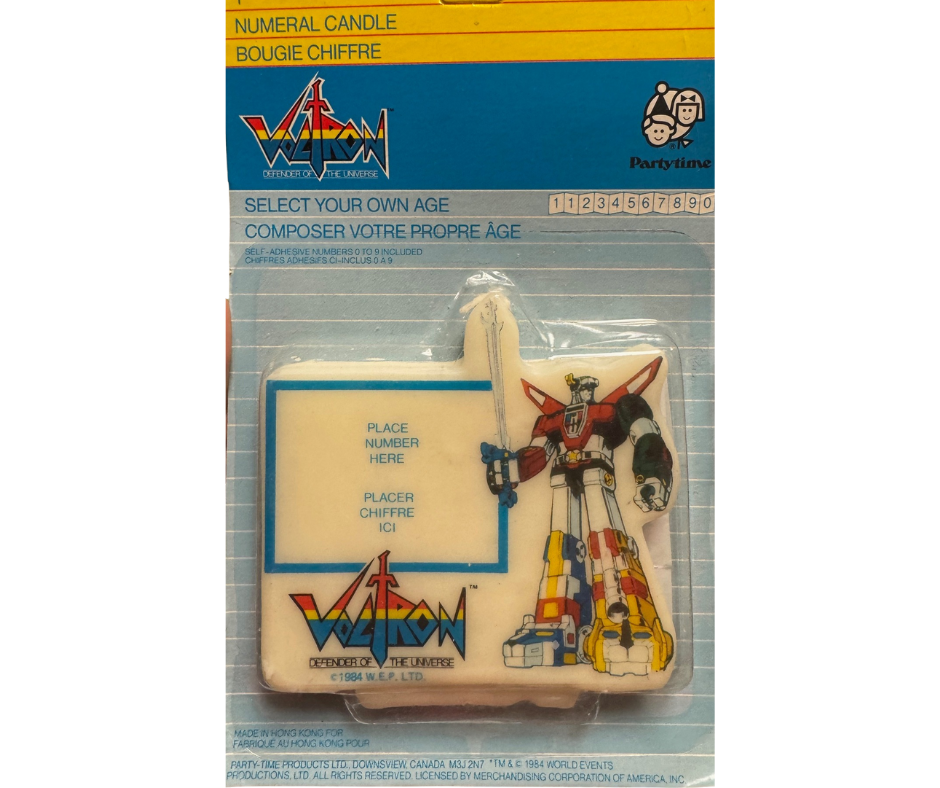 NUMERAL CANDLE
BOUGIE CHIFFRE
VOLTRON™
DEFENDER OF THE UNIVERSE
® Partytime
SELECT YOUR OWN AGE
1 1 2 3 4 5 6 7 8 9 0
COMPOSER VOTRE PROPRE ÂGE
SELF-ADHESIVE NUMBERS 0 TO 9 INCLUDED
CHIFFRES ADHESIFS CI-INCLUS 0 A 9
PLACE
NUMBER
HERE
PLACER
CHIFFRE
ICI
VOLTRON™
DEFENDER OF THE UNIVERSE
©1984 W.E.P. LTD.
MADE IN HONG KONG FOR
FABRIQUÉ AU HONG KONG POUR
PARTY-TIME PRODUCTS LTD., DOWNSVIEW, CANADA M3J 2N7 *TM & © 1984 WORLD EVENTS
PRODUCTIONS, LTD. ALL RIGHTS RESERVED. LICENSED BY MERCHANDISING CORPORATION OF AMERICA, INC.